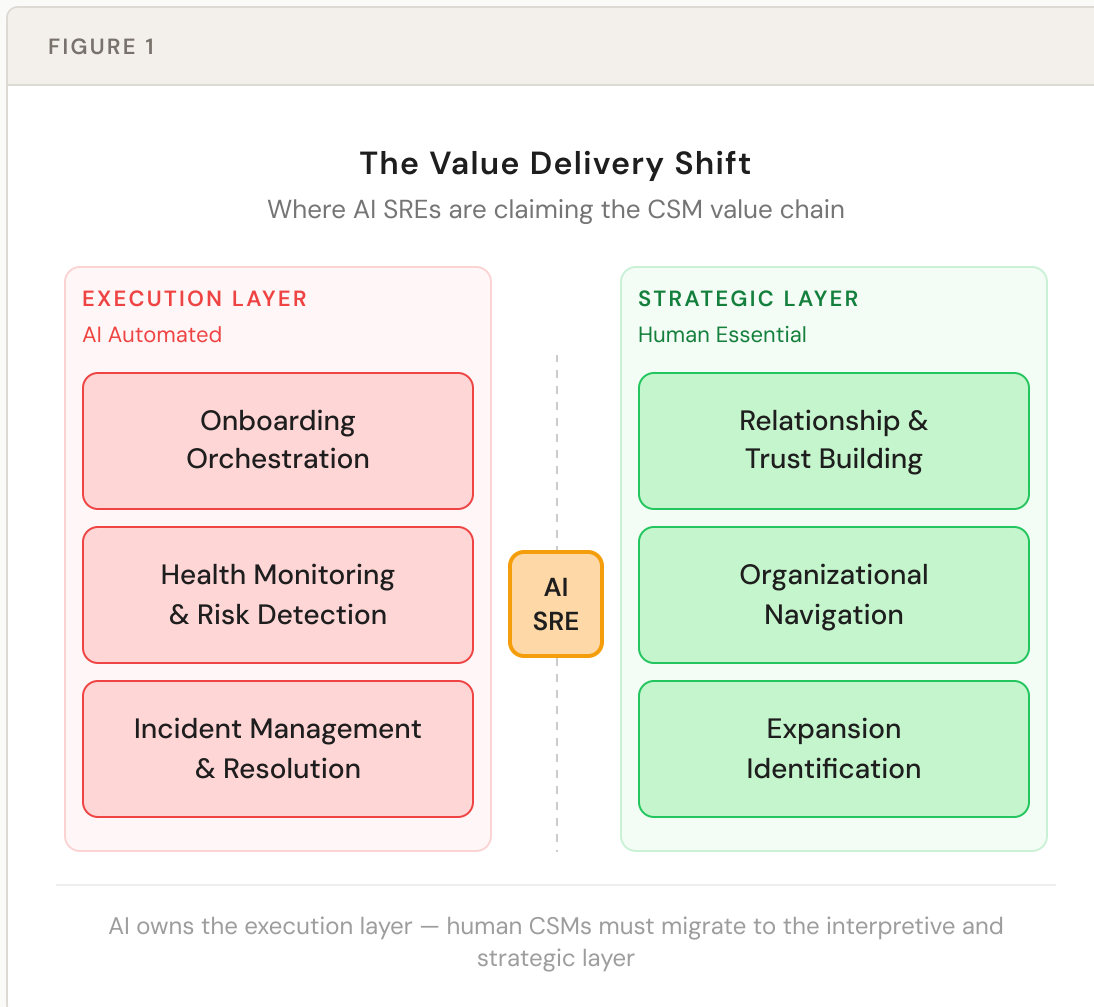 FIGURE 1
The Value Delivery Shift
Where AI SREs are claiming the CSM value chain
EXECUTION LAYER
AI Automated
Onboarding
Orchestration
Health Monitoring
& Risk Detection
Incident Management
& Resolution
AI
SRE
STRATEGIC LAYER
Human Essential
Relationship &
Trust Building
Organizational
Navigation
Expansion
Identification
AI owns the execution layer — human CSMs must migrate to the interpretive and
strategic layer